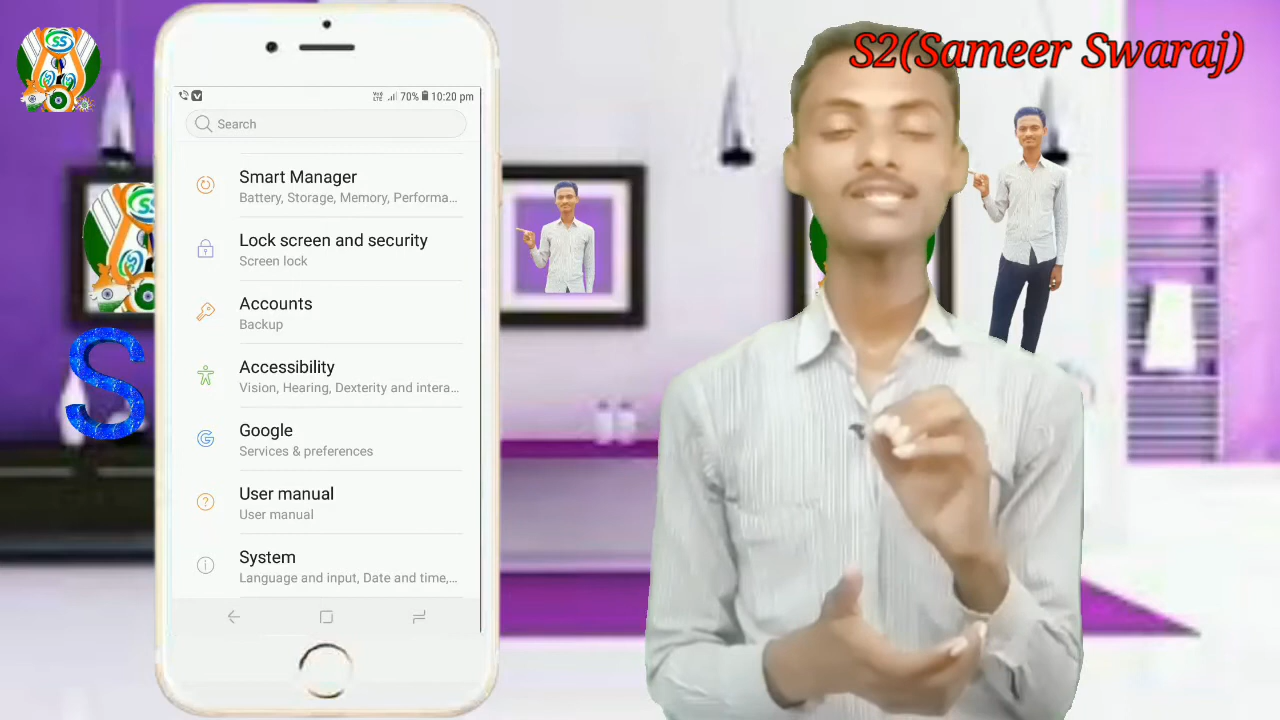 S2(Sameer Swaraj)
SS
70% 10:20 pm
Search
Smart Manager
Battery, Storage, Memory, Performa...
Lock screen and security
Screen lock
Accounts
Backup
Accessibility
Vision, Hearing, Dexterity and intera...
Google
Services & preferences
User manual
User manual
System
Language and input, Date and time,...
SS
S